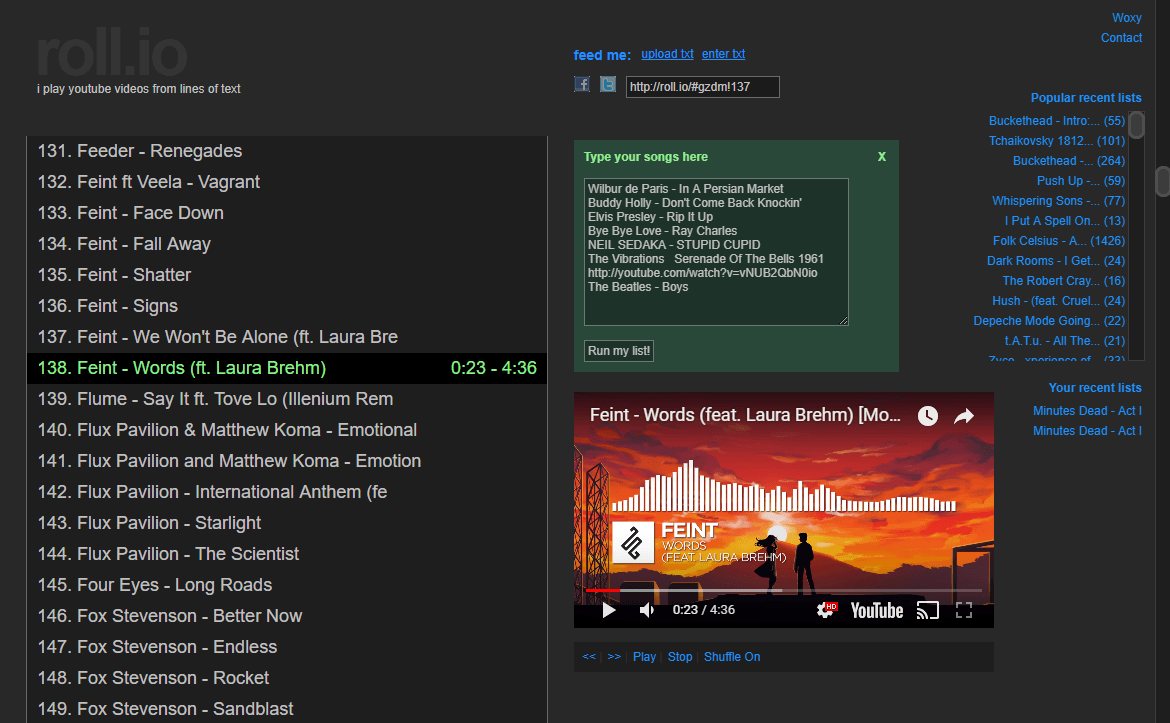 roll.io
i play youtube videos from lines of text
feed me: upload txt enter txt
http://roll.io/#gzdm!137
Woxy
Contact
131. Feeder - Renegades
132. Feint ft Veela - Vagrant
133. Feint - Face Down
134. Feint - Fall Away
135. Feint - Shatter
136. Feint - Signs
137. Feint - We Won't Be Alone (ft. Laura Bre
138. Feint - Words (ft. Laura Brehm) 0:23 - 4:36
139. Flume - Say It ft. Tove Lo (Illenium Rem
140. Flux Pavilion & Matthew Koma - Emotional
141. Flux Pavilion and Matthew Koma - Emotion
142. Flux Pavilion - International Anthem (fe
143. Flux Pavilion - Starlight
144. Flux Pavilion - The Scientist
145. Four Eyes - Long Roads
146. Fox Stevenson - Better Now
147. Fox Stevenson - Endless
148. Fox Stevenson - Rocket
149. Fox Stevenson - Sandblast
Type your songs here X
Wilbur de Paris - In A Persian Market
Buddy Holly - Don't Come Back Knockin'
Elvis Presley - Rip It Up
Bye Bye Love - Ray Charles
NEIL SEDAKA - STUPID CUPID
The Vibrations Serenade Of The Bells 1961
http://youtube.com/watch?v=vNUB2QbN0io
The Beatles - Boys
Run my list!
Feint - Words (feat. Laura Brehm) [Mo...
FEINT
WORDS
(FEAT. LAURA BREHM)
0:23 / 4:36 HD YouTube
<< | >> | Play | Stop | Shuffle On
Popular recent lists
Buckethead - Intro:... (55)
Tchaikovsky 1812... (101)
Buckethead -... (264)
Push Up -... (59)
Whispering Sons -... (77)
I Put A Spell On... (13)
Folk Celsius - A... (1426)
Dark Rooms - I Get... (24)
The Robert Cray... (16)
Hush - (feat. Cruel... (24)
Depeche Mode Going... (22)
t.A.T.u. - All The... (21)
Your recent lists
Minutes Dead - Act I
Minutes Dead - Act I